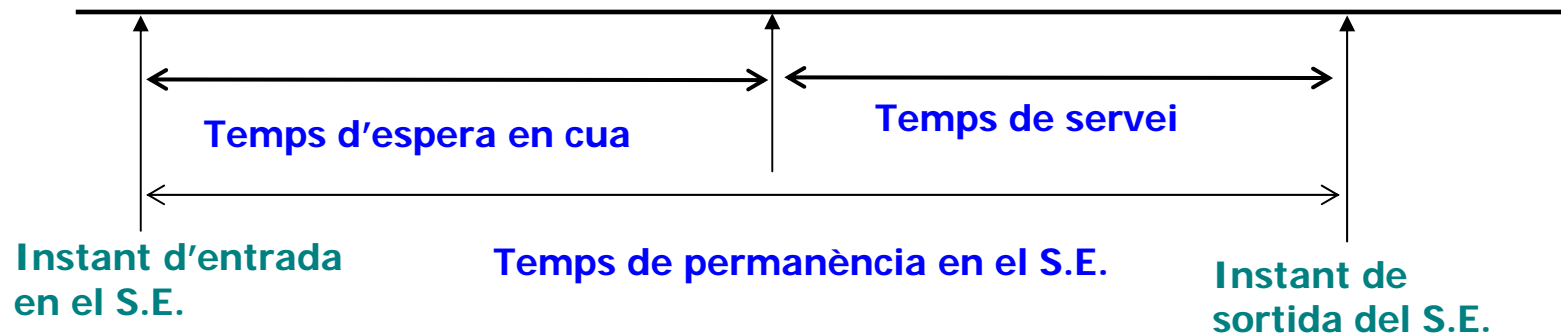 Temps d'espera en cua
Temps de servei
Instant d'entrada
en el S.E.
Temps de permanència en el S.E.
Instant de
sortida del S.E.